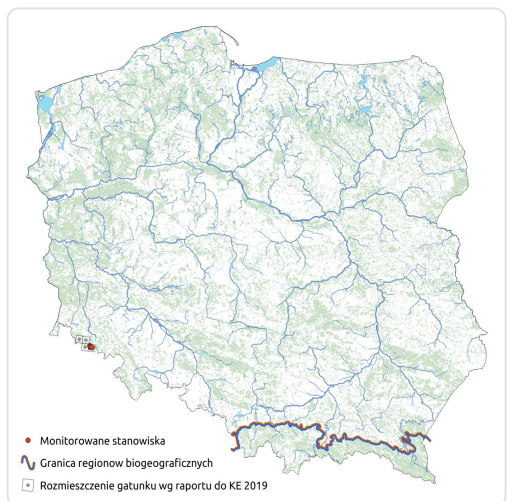 Monitorowane stanowiska
Granica regionow biogeograficznych
Rozmieszczenie gatunku wg raportu do KE 2019